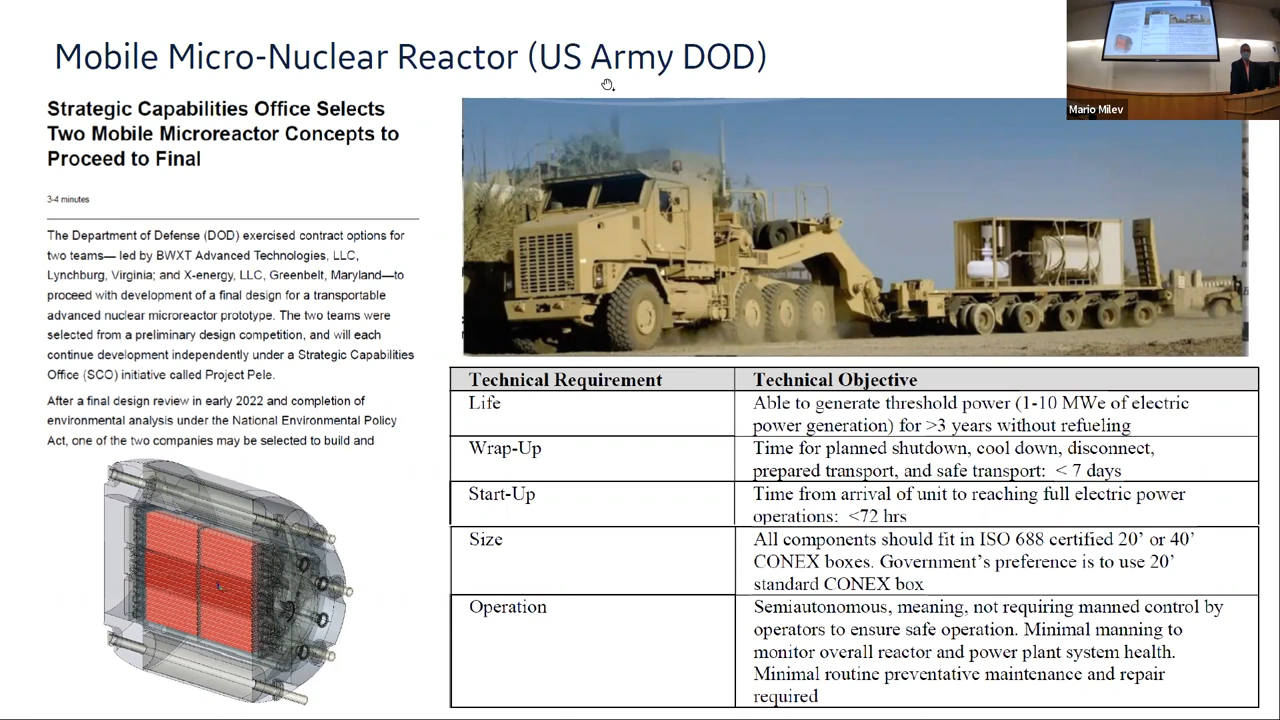 Mobile Micro-Nuclear Reactor (US Army DOD)
Mario Milev
Strategic Capabilities Office Selects
Two Mobile Microreactor Concepts to
Proceed to Final
3-4 minutes
The Department of Defense (DOD) exercised contract options for
two teams— led by BWXT Advanced Technologies, LLC,
Lynchburg, Virginia; and X-energy, LLC, Greenbelt, Maryland—to
proceed with development of a final design for a transportable
advanced nuclear microreactor prototype. The two teams were
selected from a preliminary design competition, and will each
continue development independently under a Strategic Capabilities
Office (SCO) initiative called Project Pele.
After a final design review in early 2022 and completion of
environmental analysis under the National Environmental Policy
Act, one of the two companies may be selected to build and
Technical Requirement Technical Objective
Life Able to generate threshold power (1-10 MWe of electric
power generation) for >3 years without refueling
Wrap-Up Time for planned shutdown, cool down, disconnect,
prepared transport, and safe transport: < 7 days
Start-Up Time from arrival of unit to reaching full electric power
operations: <72 hrs
Size All components should fit in ISO 688 certified 20’ or 40’
CONEX boxes. Government’s preference is to use 20’
standard CONEX box
Operation Semiautonomous, meaning, not requiring manned control by
operators to ensure safe operation. Minimal manning to
monitor overall reactor and power plant system health.
Minimal routine preventative maintenance and repair
required